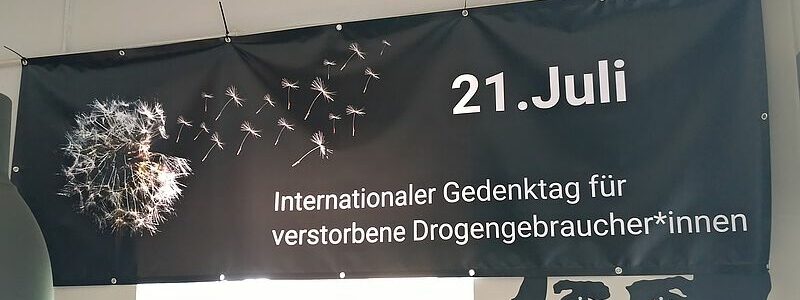 21.Juli
Internationaler Gedenktag für
verstorbene Drogengebraucher*innen